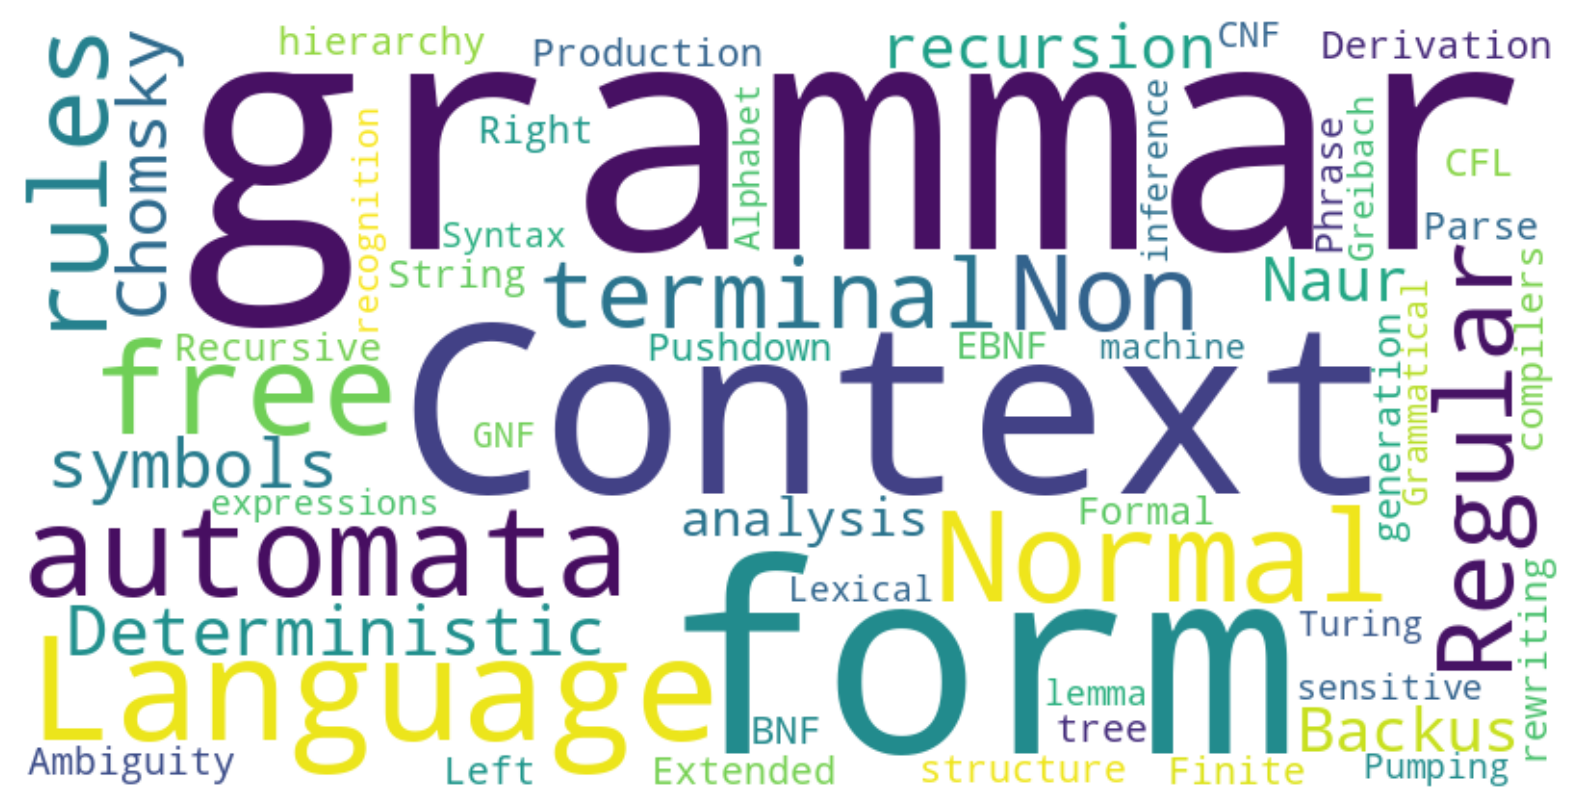 hierarchy
Production
recursion
CNF
Derivation
rules
Chomsky
grammar
recognition
Right
Alphabet
inference
Phrase
Greibach
CFL
Syntax
Parse
String
terminal
Non
Naur
Regular
compilers
free
Recursive
Context
Pushdown
EBNF
machine
generation
Grammatical
GNF
symbols
expressions
automata
analysis
Formal
Normal
form
Lexical
rewriting
Deterministic
Turing
Language
lemma
sensitive
BNF
tree
Backus
Ambiguity
Left
Extended
structure
Finite
Pumping